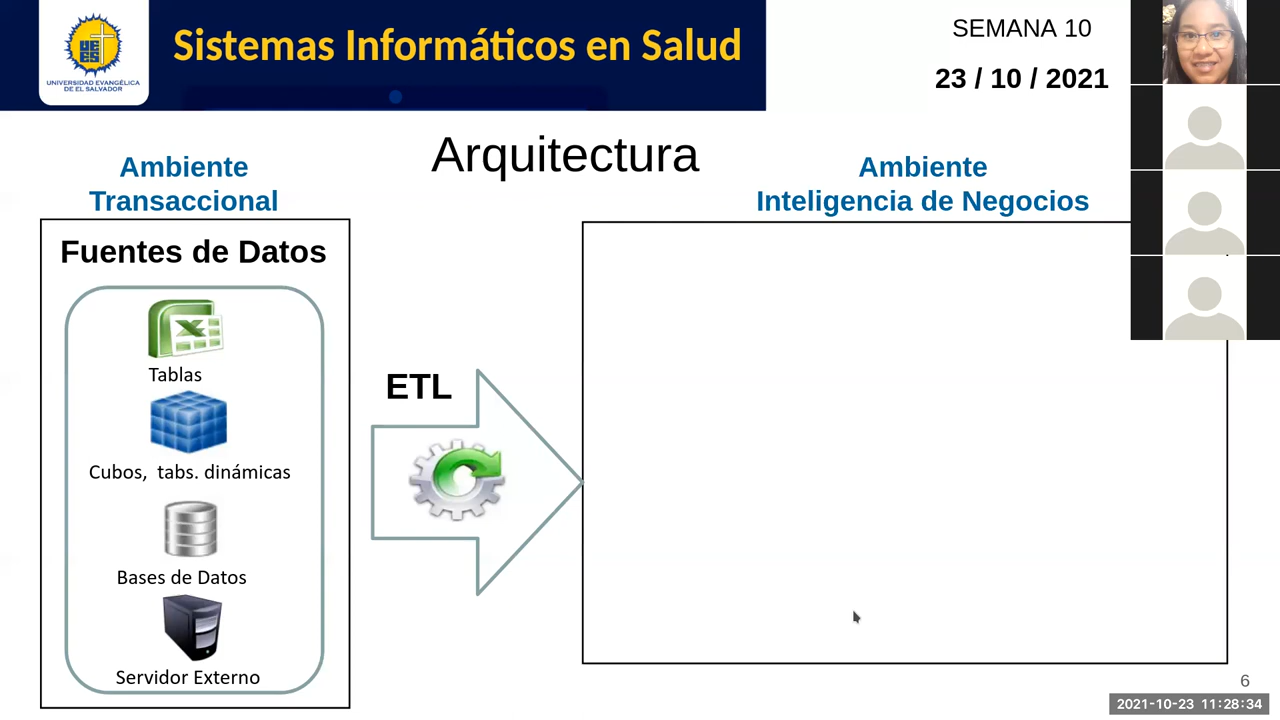 UNIVERSIDAD EVANGÉLICA
DE EL SALVADOR
Sistemas Informáticos en Salud
SEMANA 10
23 / 10 / 2021
Arquitectura
Ambiente
Transaccional
Fuentes de Datos
Tablas
Cubos, tabs. dinámicas
Bases de Datos
Servidor Externo
ETL
Ambiente
Inteligencia de Negocios
6
2021-10-23 11:28:34